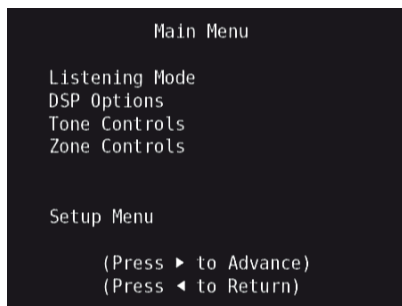 Main Menu
Listening Mode
DSP Options
Tone Controls
Zone Controls
Setup Menu
(Press ▶ to Advance)
(Press ◀ to Return)